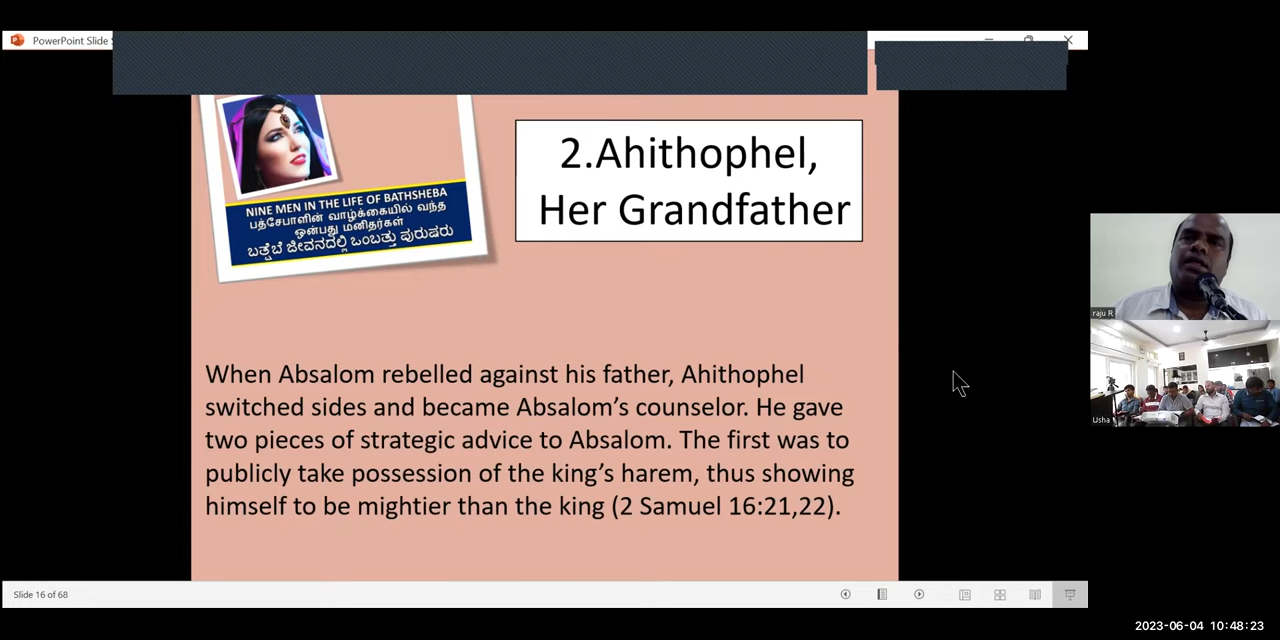 PowerPoint Slide S
NINE MEN IN THE LIFE OF BATHSHEBA
பத்சேபாளின் வாழ்க்கையில் வந்த
ஒன்பது மனிதர்கள்
ಬತ್ಷೆಬೆ ಜೀವನದಲ್ಲಿ ಒಂಬತ್ತು ಪುರುಷರು
2.Ahithophel,
Her Grandfather
When Absalom rebelled against his father, Ahithophel
switched sides and became Absalom’s counselor. He gave
two pieces of strategic advice to Absalom. The first was to
publicly take possession of the king’s harem, thus showing
himself to be mightier than the king (2 Samuel 16:21,22).
raju R
Usha
Slide 16 of 68
2023-06-04 10:48:23